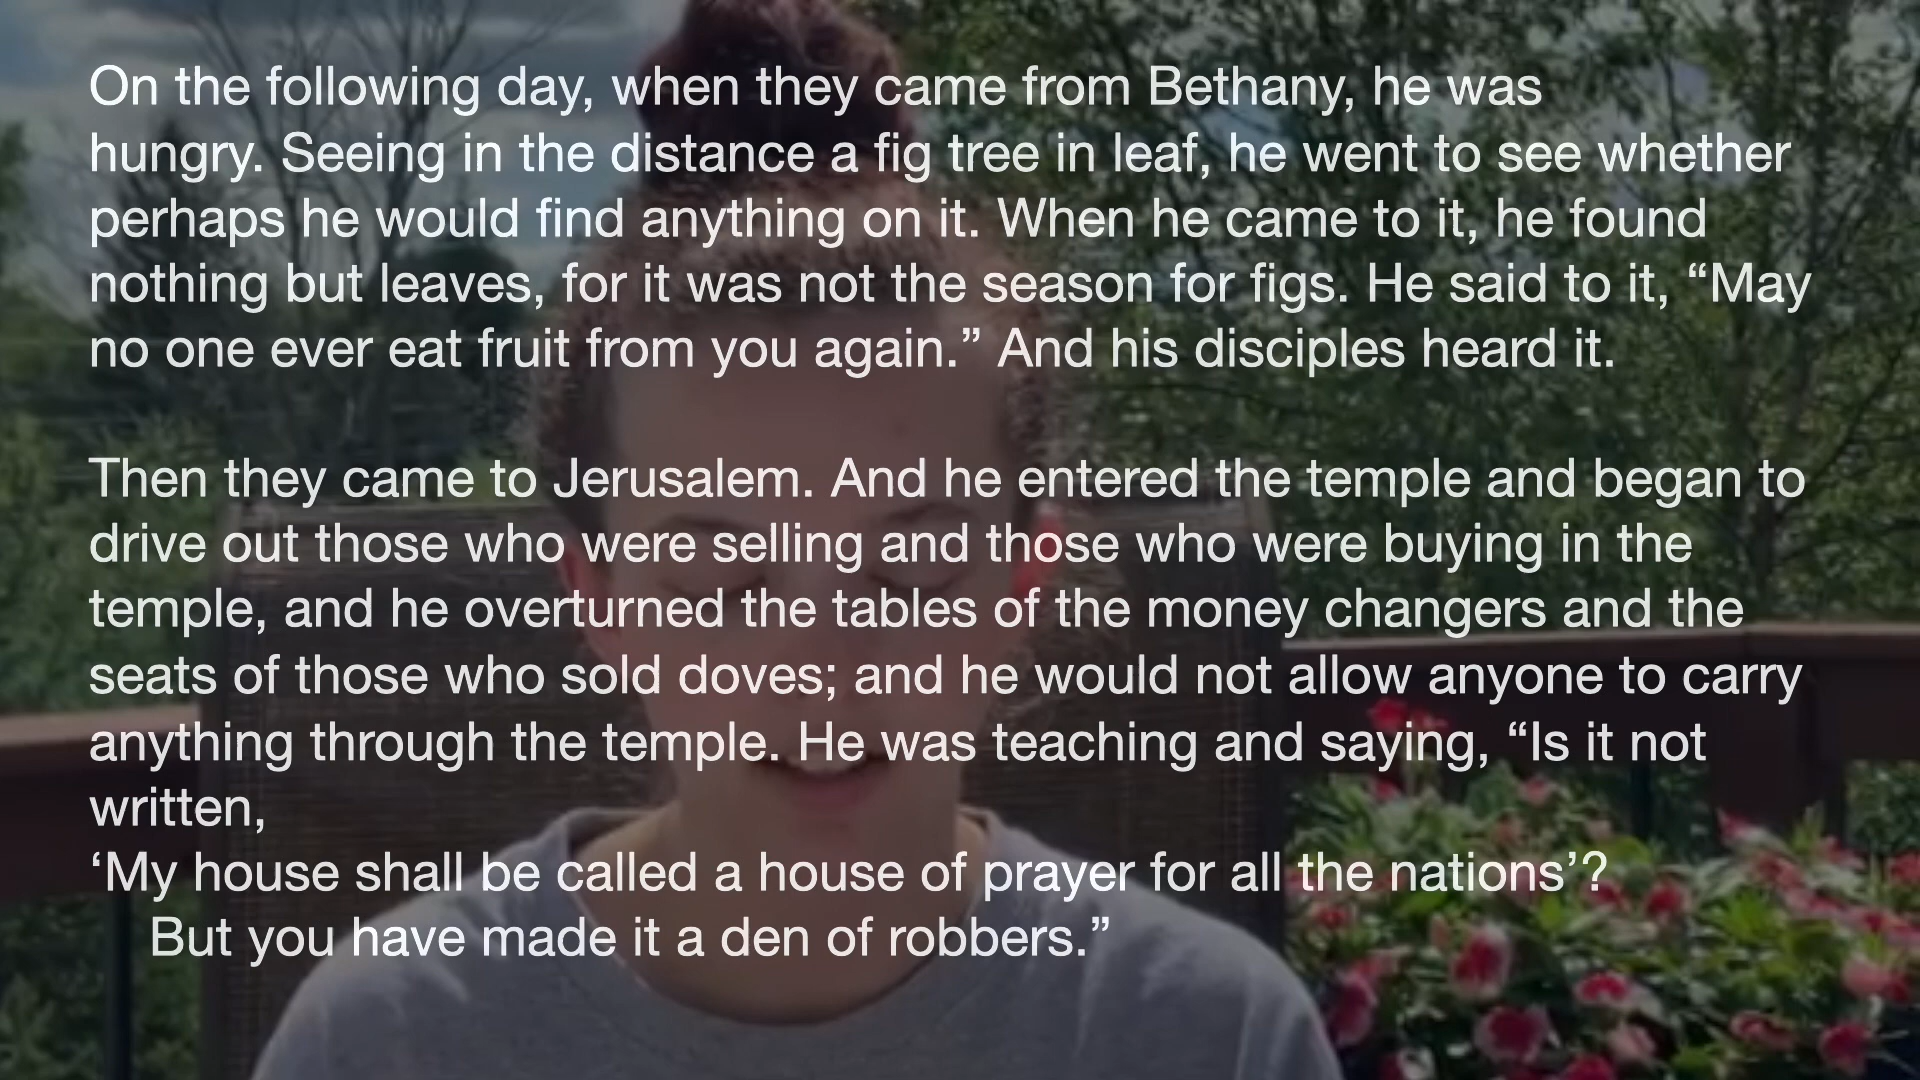 On the following day, when they came from Bethany, he was
hungry. Seeing in the distance a fig tree in leaf, he went to see whether
perhaps he would find anything on it. When he came to it, he found
nothing but leaves, for it was not the season for figs. He said to it, “May
no one ever eat fruit from you again.” And his disciples heard it.
Then they came to Jerusalem. And he entered the temple and began to
drive out those who were selling and those who were buying in the
temple, and he overturned the tables of the money changers and the
seats of those who sold doves; and he would not allow anyone to carry
anything through the temple. He was teaching and saying, “Is it not
written,
‘My house shall be called a house of prayer for all the nations’?
But you have made it a den of robbers.”